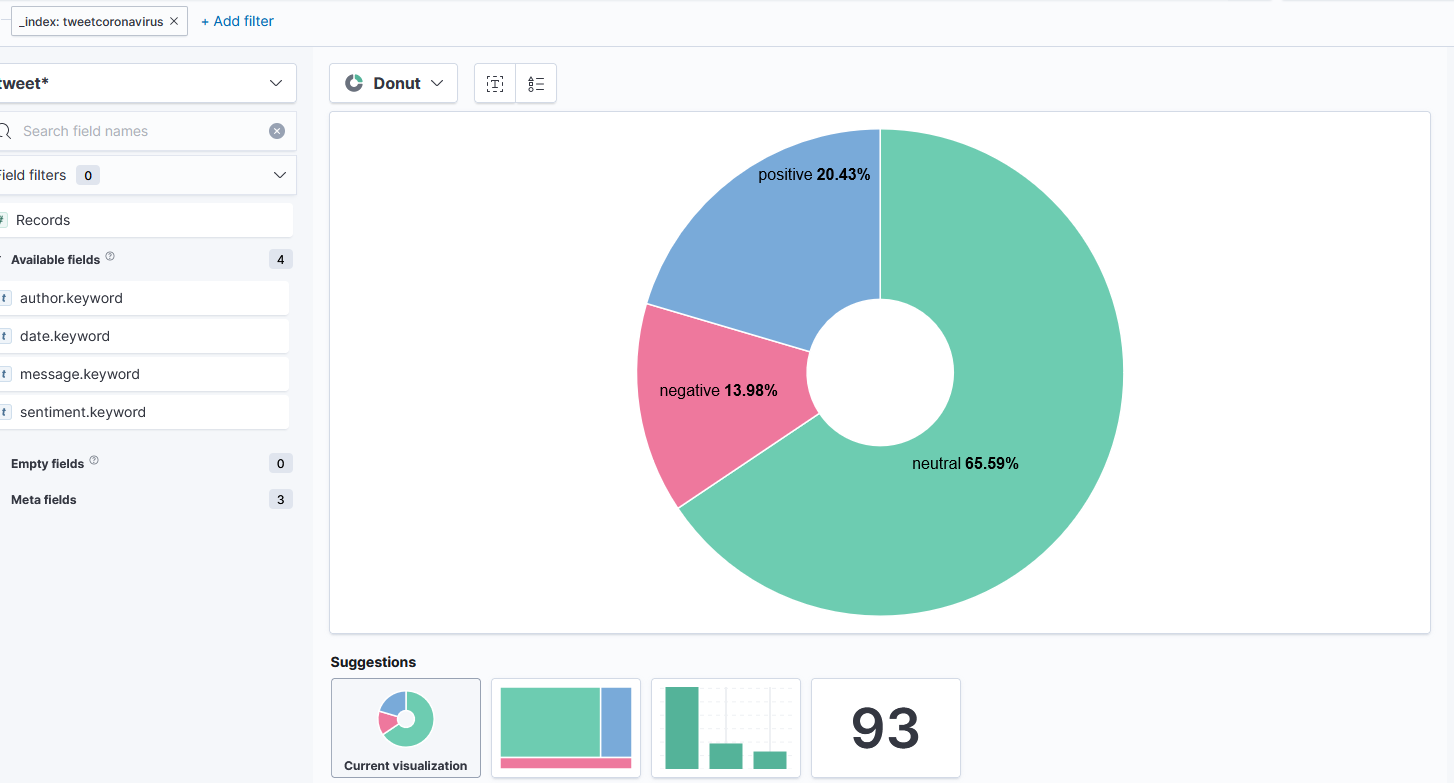 _index: tweetcoronavirus × + Add filter
tweet*
Donut
Search field names
Field filters 0
Records
Available fields 4
author.keyword
date.keyword
message.keyword
sentiment.keyword
Empty fields 0
Meta fields 3
positive 20.43%
negative 13.98%
neutral 65.59%
Suggestions
Current visualization
93